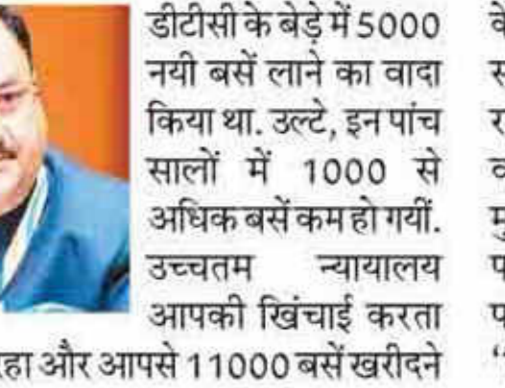 डीटीसी के बेड़े में 5000
नयी बसें लाने का वादा
किया था. उल्टे, इन पांच
सालों में 1000 से
अधिक बसें कम हो गयीं.
उच्चतम न्यायालय
आपकी खिंचाई करता
रहा और आपसे 11000 बसें खरीदने